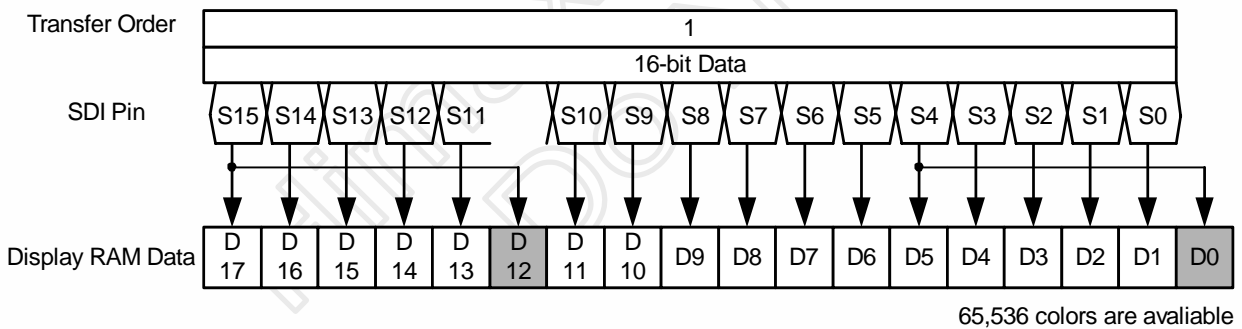 Transfer Order 1
16-bit Data
SDI Pin S15 S14 S13 S12 S11 S10 S9 S8 S7 S6 S5 S4 S3 S2 S1 S0
Display RAM Data D 17 D 16 D 15 D 14 D 13 D 12 D 11 D 10 D9 D8 D7 D6 D5 D4 D3 D2 D1 D0
65,536 colors are avaliable